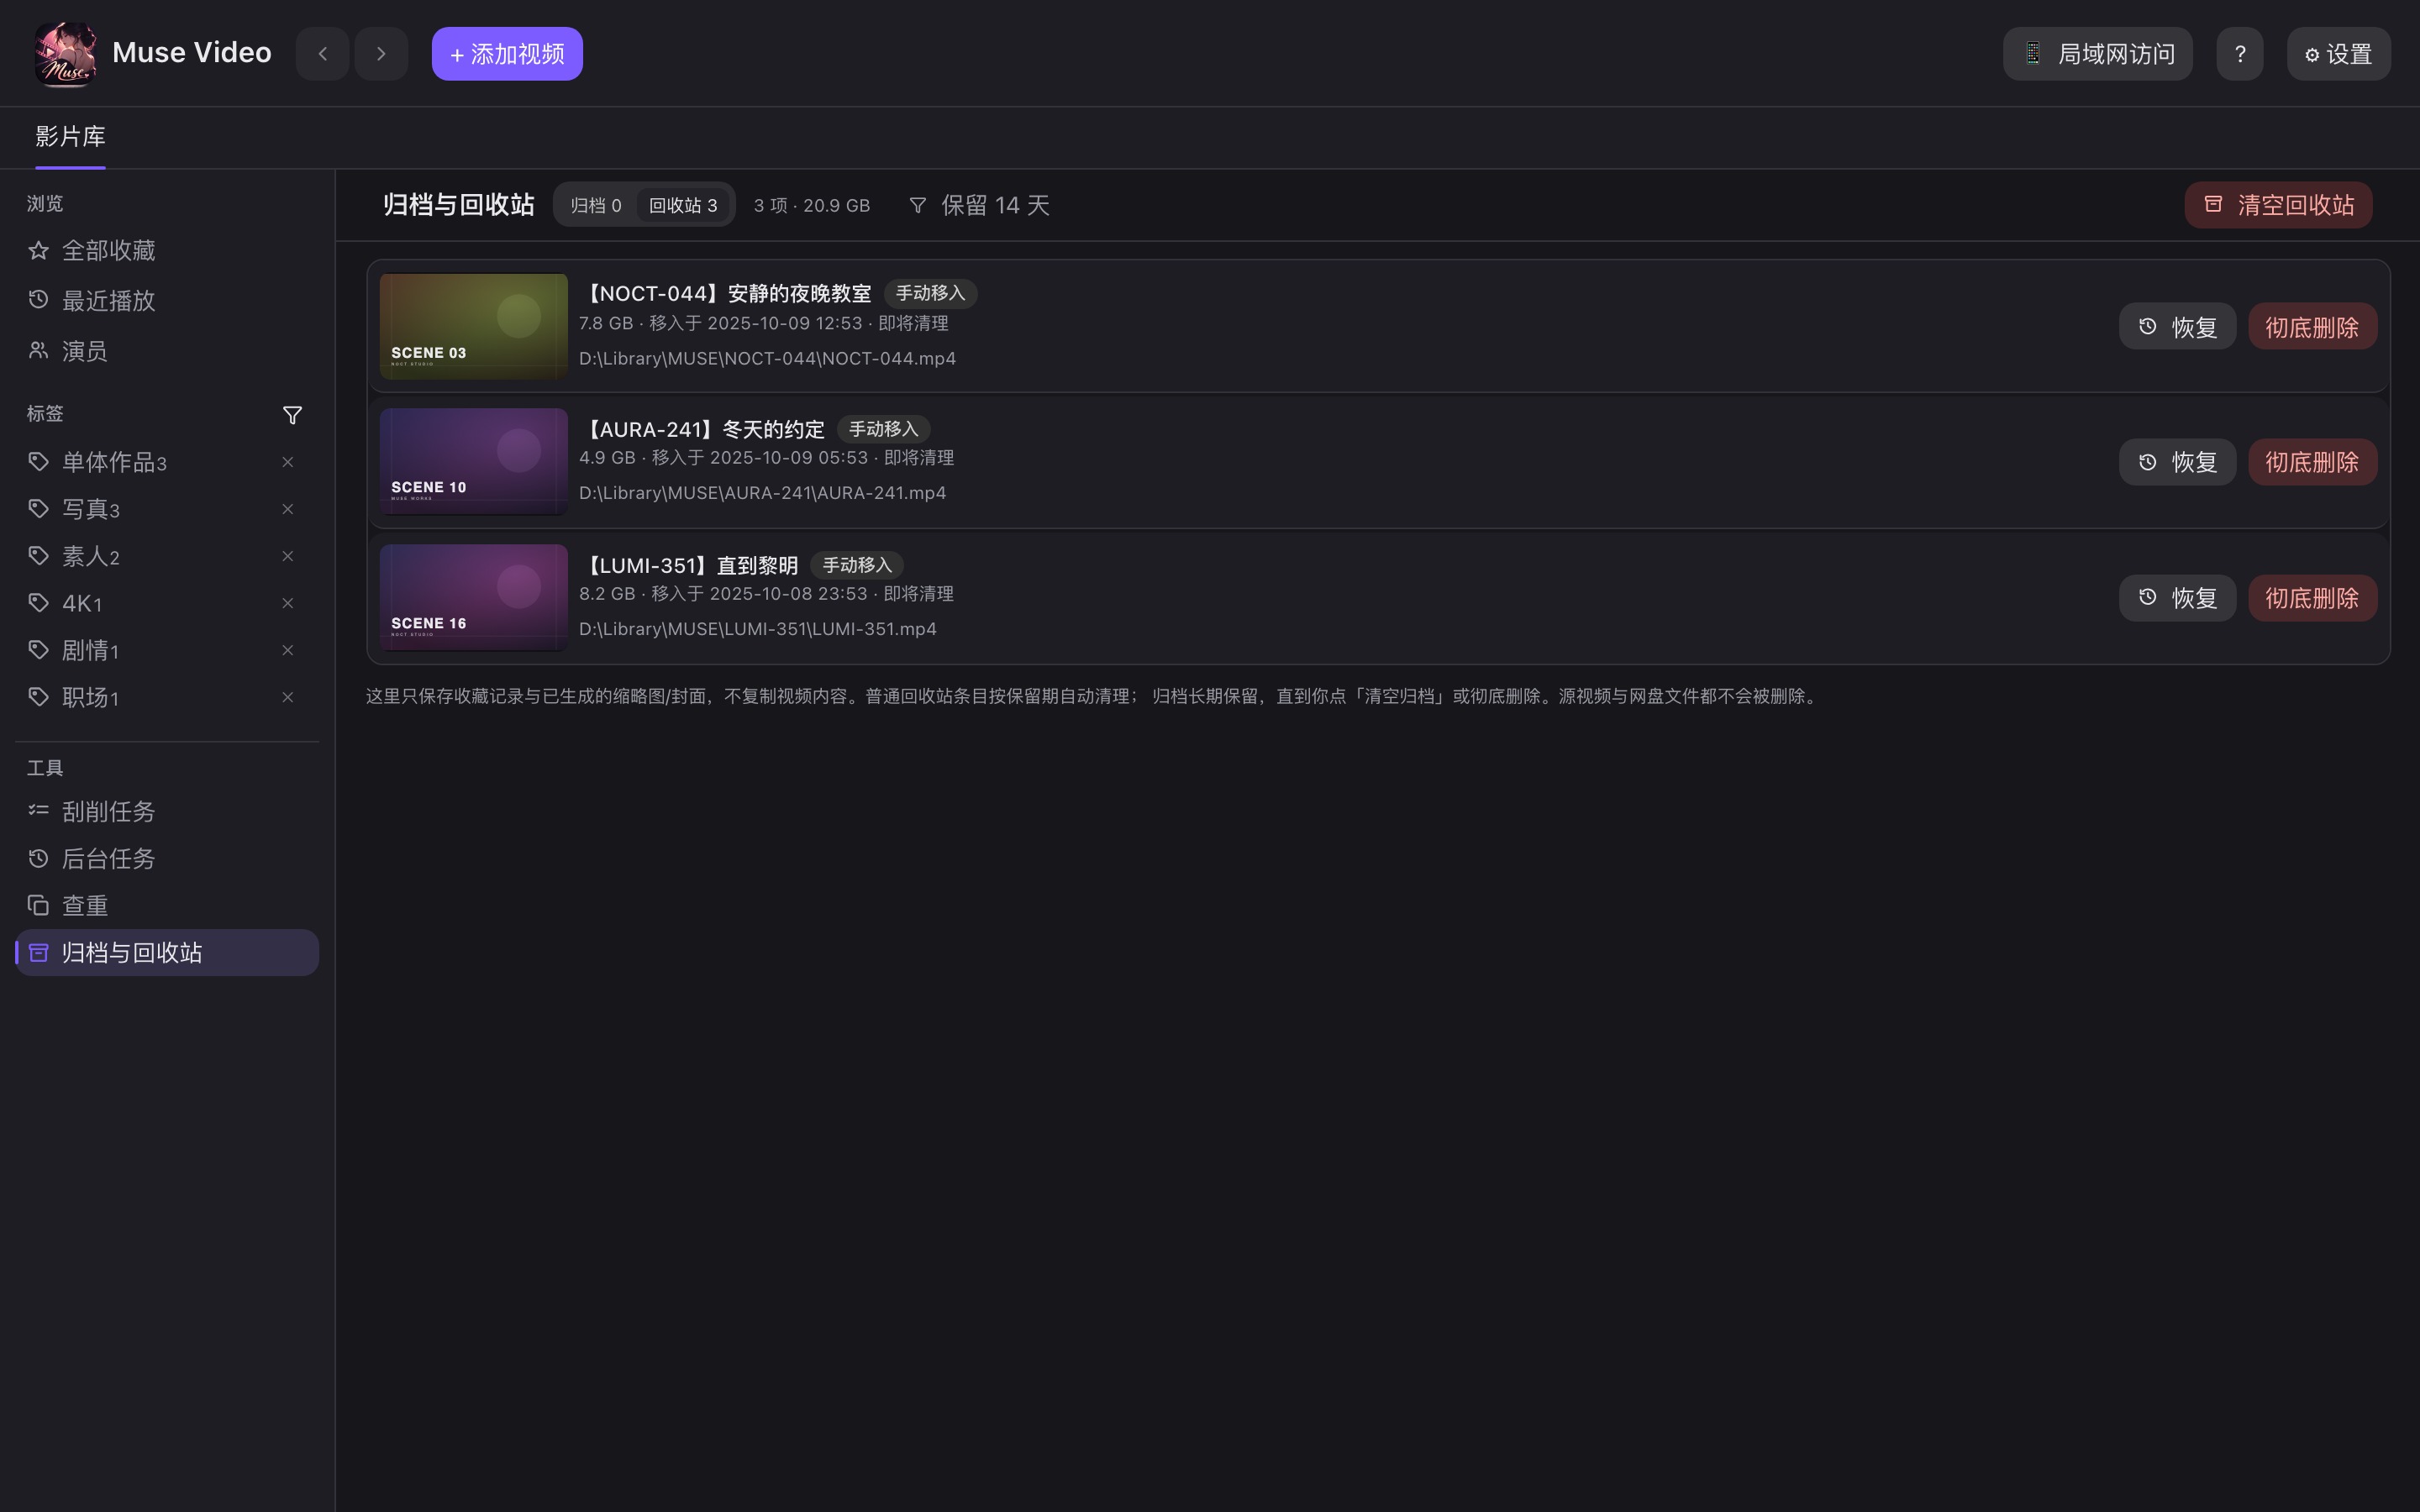 Muse
Muse Video
+ 添加视频
局域网访问
?
设置
影片库
浏览
全部收藏
最近播放
演员
标签
单体作品3
写真3
素人2
4K1
剧情1
职场1
工具
刮削任务
后台任务
查重
归档与回收站
归档与回收站
归档 0
回收站 3
3 项 · 20.9 GB
保留 14 天
清空回收站
SCENE 03
NOCT STUDIO
【NOCT-044】安静的夜晚教室 手动移入
7.8 GB · 移入于 2025-10-09 12:53 · 即将清理
D:\Library\MUSE\NOCT-044\NOCT-044.mp4
恢复
彻底删除
SCENE 10
MUSE WORKS
【AURA-241】冬天的约定 手动移入
4.9 GB · 移入于 2025-10-09 05:53 · 即将清理
D:\Library\MUSE\AURA-241\AURA-241.mp4
恢复
彻底删除
SCENE 16
NOCT STUDIO
【LUMI-351】直到黎明 手动移入
8.2 GB · 移入于 2025-10-08 23:53 · 即将清理
D:\Library\MUSE\LUMI-351\LUMI-351.mp4
恢复
彻底删除
这里只保存收藏记录与已生成的缩略图/封面，不复制视频内容。普通回收站条目按保留期自动清理； 归档长期保留，直到你点「清空归档」或彻底删除。源视频与网盘文件都不会被删除。